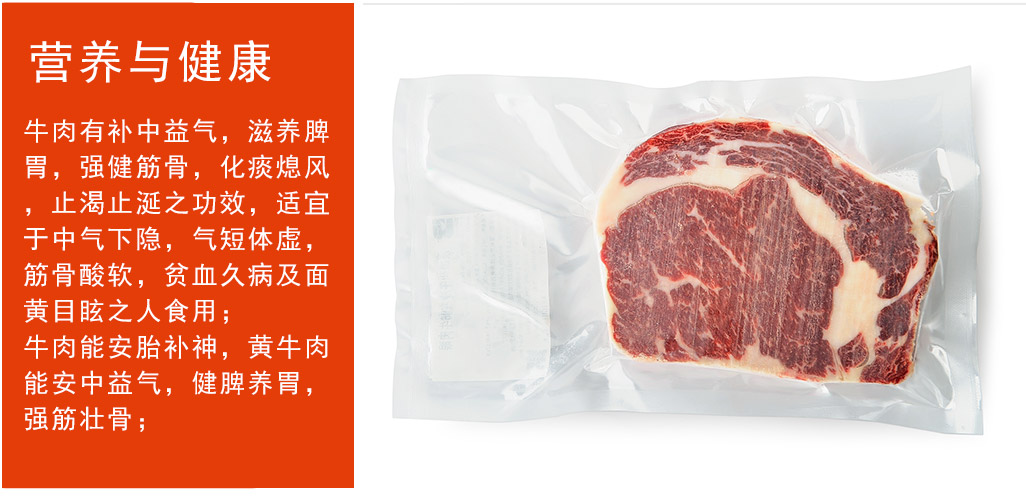 营养与健康
牛肉有补中益气，滋养脾
胃，强健筋骨，化痰熄风
，止渴止涎之功效，适宜
于中气下隐，气短体虚，
筋骨酸软，贫血久病及面
黄目眩之人食用；
牛肉能安胎补神，黄牛肉
能安中益气，健脾养胃，
强筋壮骨；